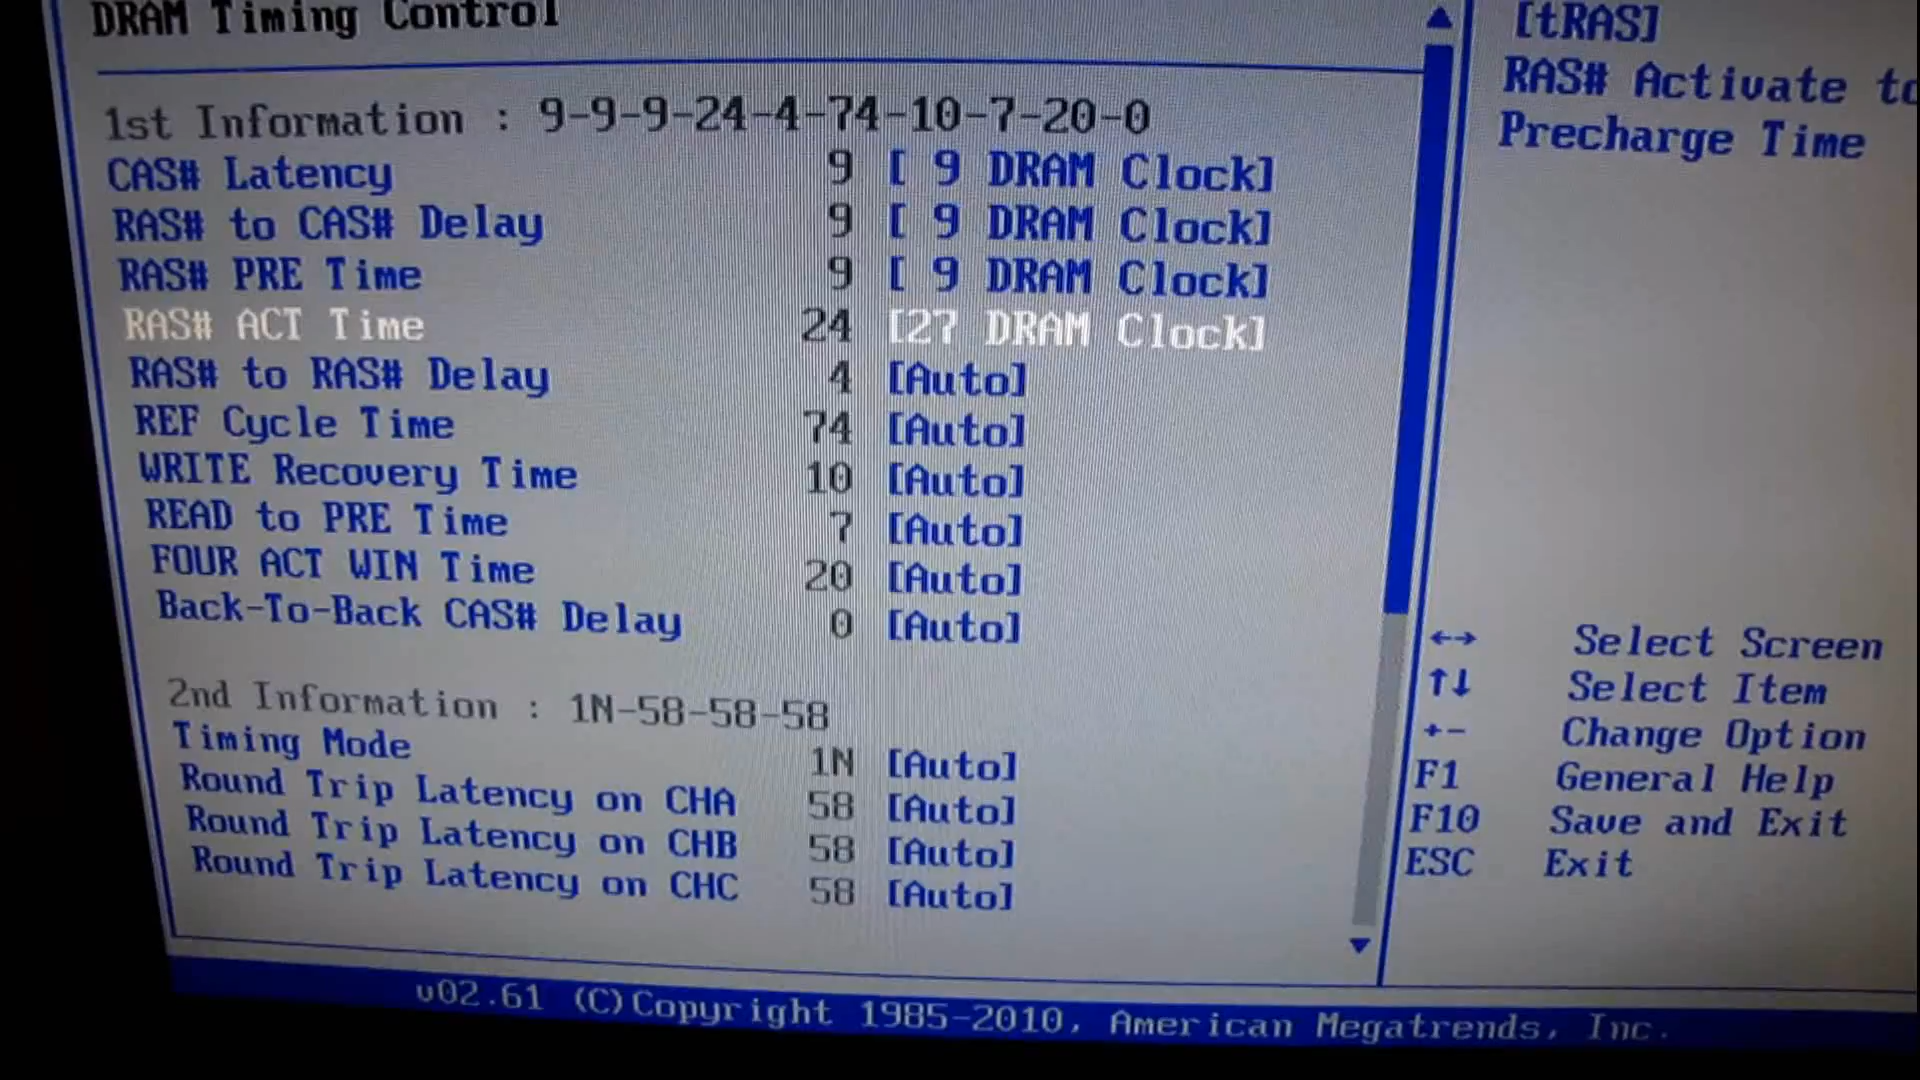 DRAM Timing Control
1st Information : 9-9-9-24-4-74-10-7-20-0
CAS# Latency 9 [ 9 DRAM Clock]
RAS# to CAS# Delay 9 [ 9 DRAM Clock]
RAS# PRE Time 9 [ 9 DRAM Clock]
RAS# ACT Time 24 [27 DRAM Clock]
RAS# to RAS# Delay 4 [Auto]
REF Cycle Time 74 [Auto]
WRITE Recovery Time 10 [Auto]
READ to PRE Time 7 [Auto]
FOUR ACT WIN Time 20 [Auto]
Back-To-Back CAS# Delay 0 [Auto]
2nd Information : 1N-58-58-58
Timing Mode 1N [Auto]
Round Trip Latency on CHA 58 [Auto]
Round Trip Latency on CHB 58 [Auto]
Round Trip Latency on CHC 58 [Auto]
[tRAS]
RAS# Activate to
Precharge Time
←→ Select Screen
↑↓ Select Item
+- Change Option
F1 General Help
F10 Save and Exit
ESC Exit
v02.61 (C)Copyright 1985-2010, American Megatrends, Inc.